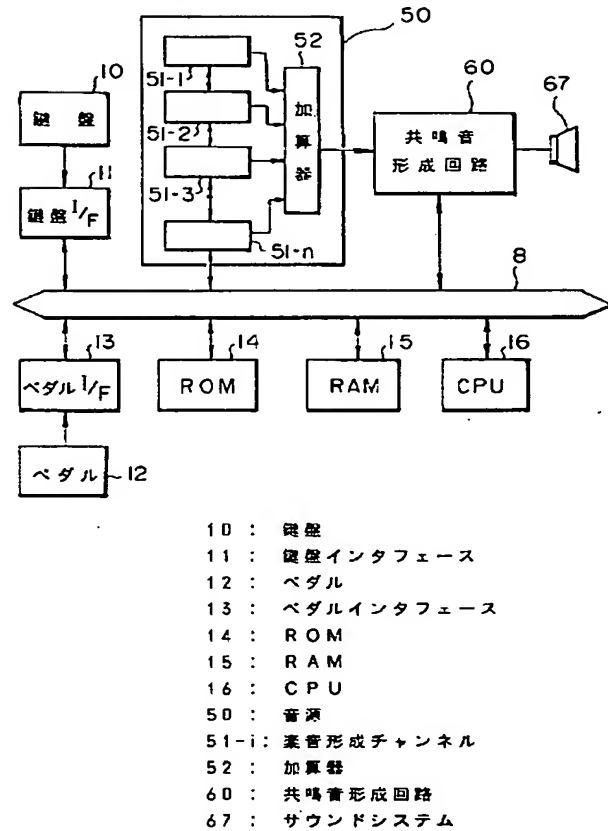 50
52
10
51-1
60
67
鍵盤
51-2
加算器
共鳴音
形成回路
11
51-3
鍵盤 I/F
51-n
8
13
14
15
16
ペダル I/F
ROM
RAM
CPU
ペダル
12
10 : 鍵盤
11 : 鍵盤インタフェース
12 : ペダル
13 : ペダルインタフェース
14 : ROM
15 : RAM
16 : CPU
50 : 音源
51-i:楽音形成チャンネル
52 : 加算器
60 : 共鳴音形成回路
67 : サウンドシステム